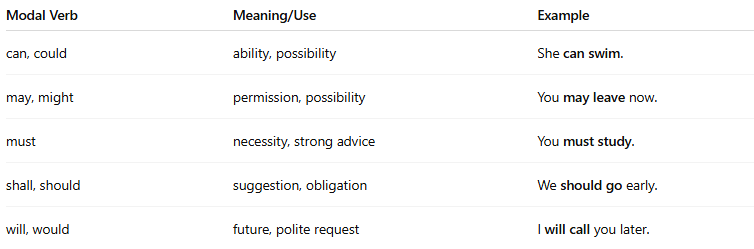 Modal Verb Meaning/Use Example
can, could ability, possibility She can swim.
may, might permission, possibility You may leave now.
must necessity, strong advice You must study.
shall, should suggestion, obligation We should go early.
will, would future, polite request I will call you later.